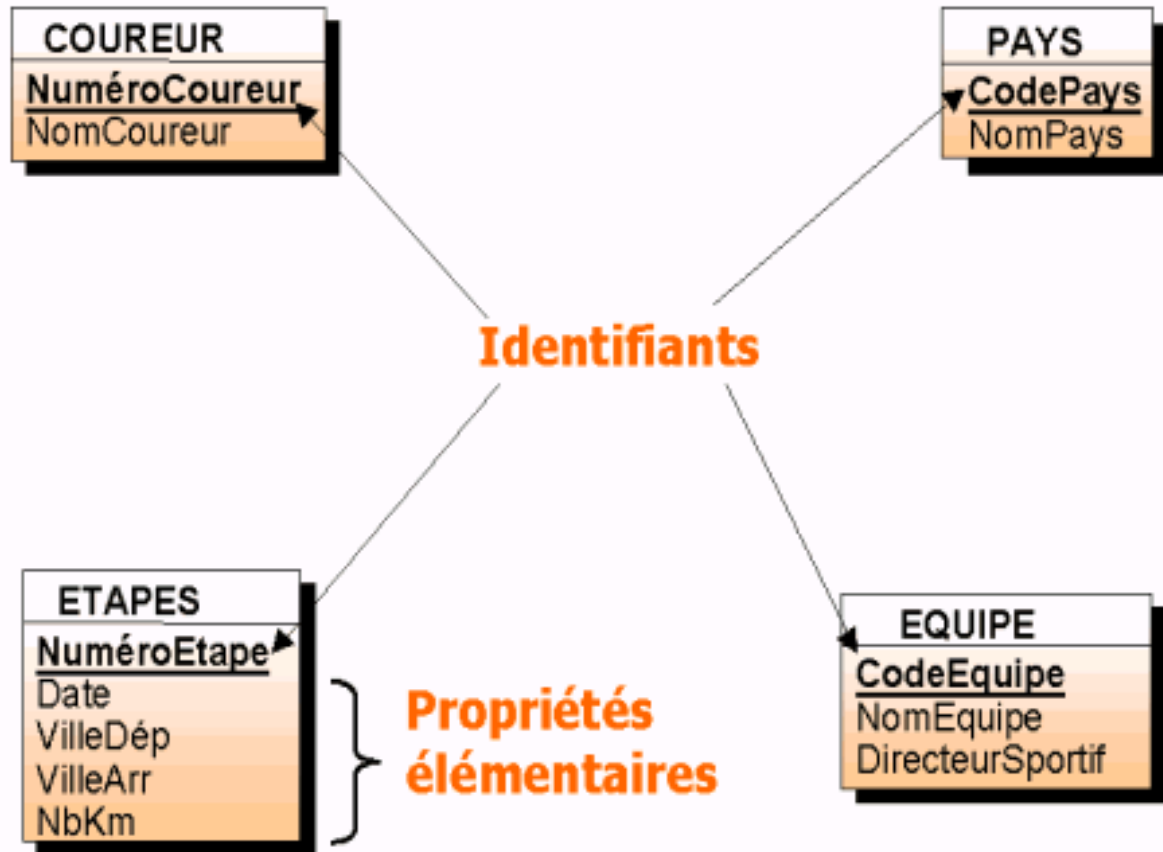 COUREUR
NuméroCoureur
NomCoureur
PAYS
CodePays
NomPays
Identifiants
ETAPES
NuméroEtape
Date
VilleDép
VilleArr
NbKm
Propriétés
élémentaires
EQUIPE
CodeEquipe
NomEquipe
DirecteurSportif